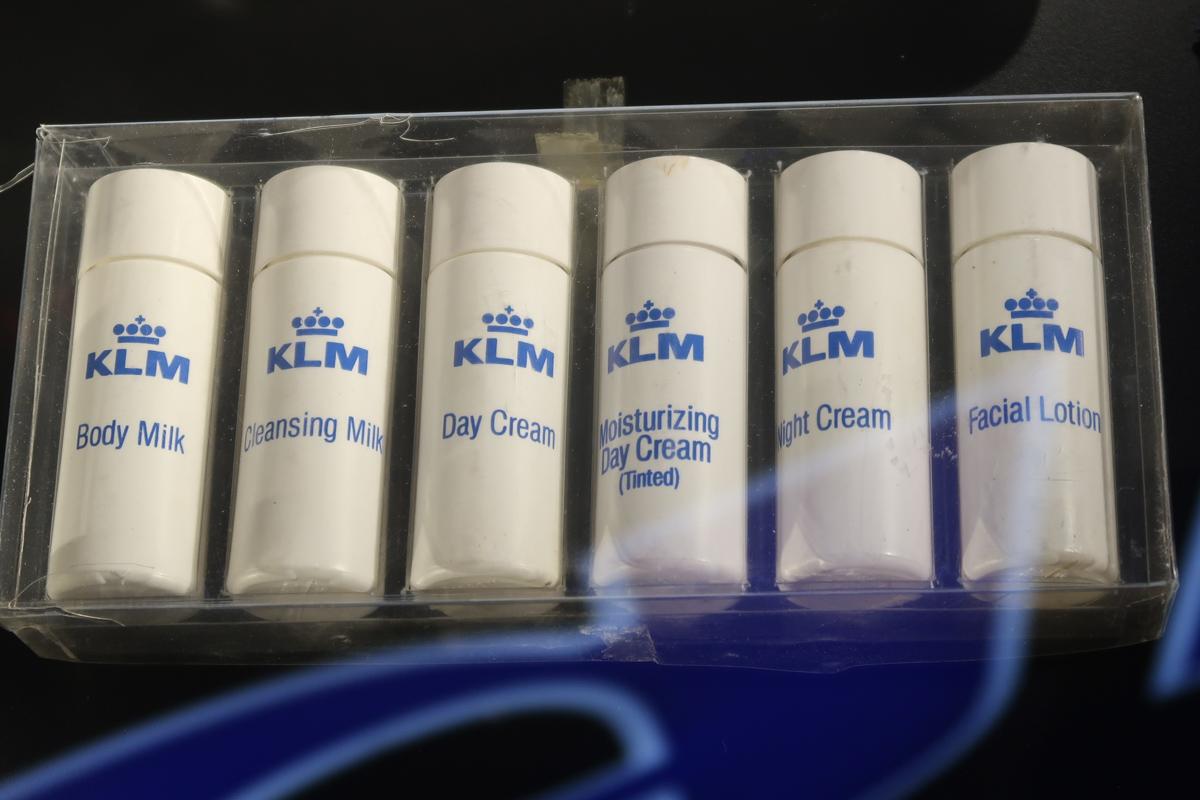 KLM
Body Milk
KLM
Cleansing Milk
KLM
Day Cream
KLM
Moisturizing
Day Cream
(Tinted)
KLM
Night Cream
KLM
Facial Lotion